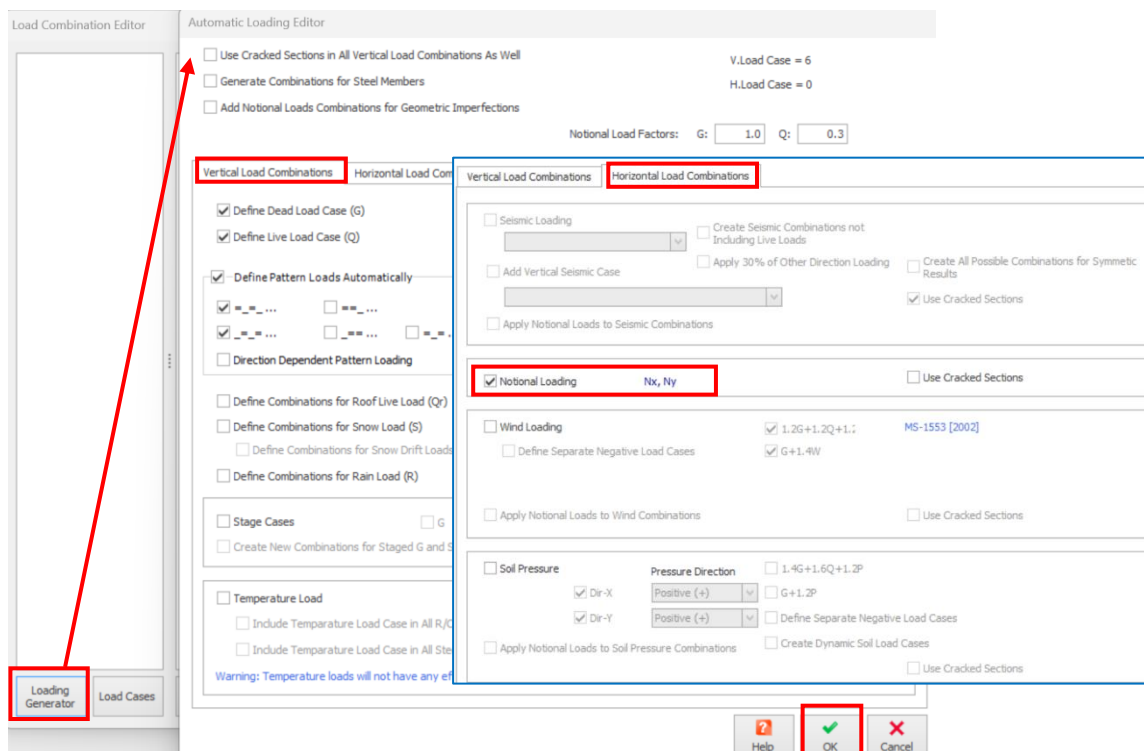 Load Combination Editor
Automatic Loading Editor
Use Cracked Sections in All Vertical Load Combinations As Well
V.Load Case = 6
Generate Combinations for Steel Members
H.Load Case = 0
Add Notional Loads Combinations for Geometric Imperfections
Notional Load Factors: G: 1.0 Q: 0.3
Vertical Load Combinations Horizontal Load Com
Define Dead Load Case (G)
Define Live Load Case (Q)
Define Pattern Loads Automatically
=_=_ ... ==_ ...
_=_= ... _== ... =_= .
Direction Dependent Pattern Loading
Define Combinations for Roof Live Load (Qr)
Define Combinations for Snow Load (S)
Define Combinations for Snow Drift Loads
Define Combinations for Rain Load (R)
Stage Cases G
Create New Combinations for Staged G and S
Temperature Load
Include Temparature Load Case in All R/C
Include Temparature Load Case in All Ste
Warning: Temperature loads will not have any ef
Vertical Load Combinations Horizontal Load Combinations
Seismic Loading
Create Seismic Combinations not
Including Live Loads
Add Vertical Seismic Case
Apply 30% of Other Direction Loading
Create All Possible Combinations for Symmetic
Results
Use Cracked Sections
Apply Notional Loads to Seismic Combinations
Notional Loading Nx, Ny
Use Cracked Sections
Wind Loading
1.2G+1.2Q+1.2
MS-1553 [2002]
Define Separate Negative Load Cases
G+1.4W
Apply Notional Loads to Wind Combinations
Use Cracked Sections
Soil Pressure Pressure Direction 1.4G+1.6Q+1.2P
Dir-X Positive (+) G+1.2P
Dir-Y Positive (+) Define Separate Negative Load Cases
Apply Notional Loads to Soil Pressure Combinations
Create Dynamic Soil Load Cases
Use Cracked Sections
Loading
Generator
Load Cases
Help OK Cancel